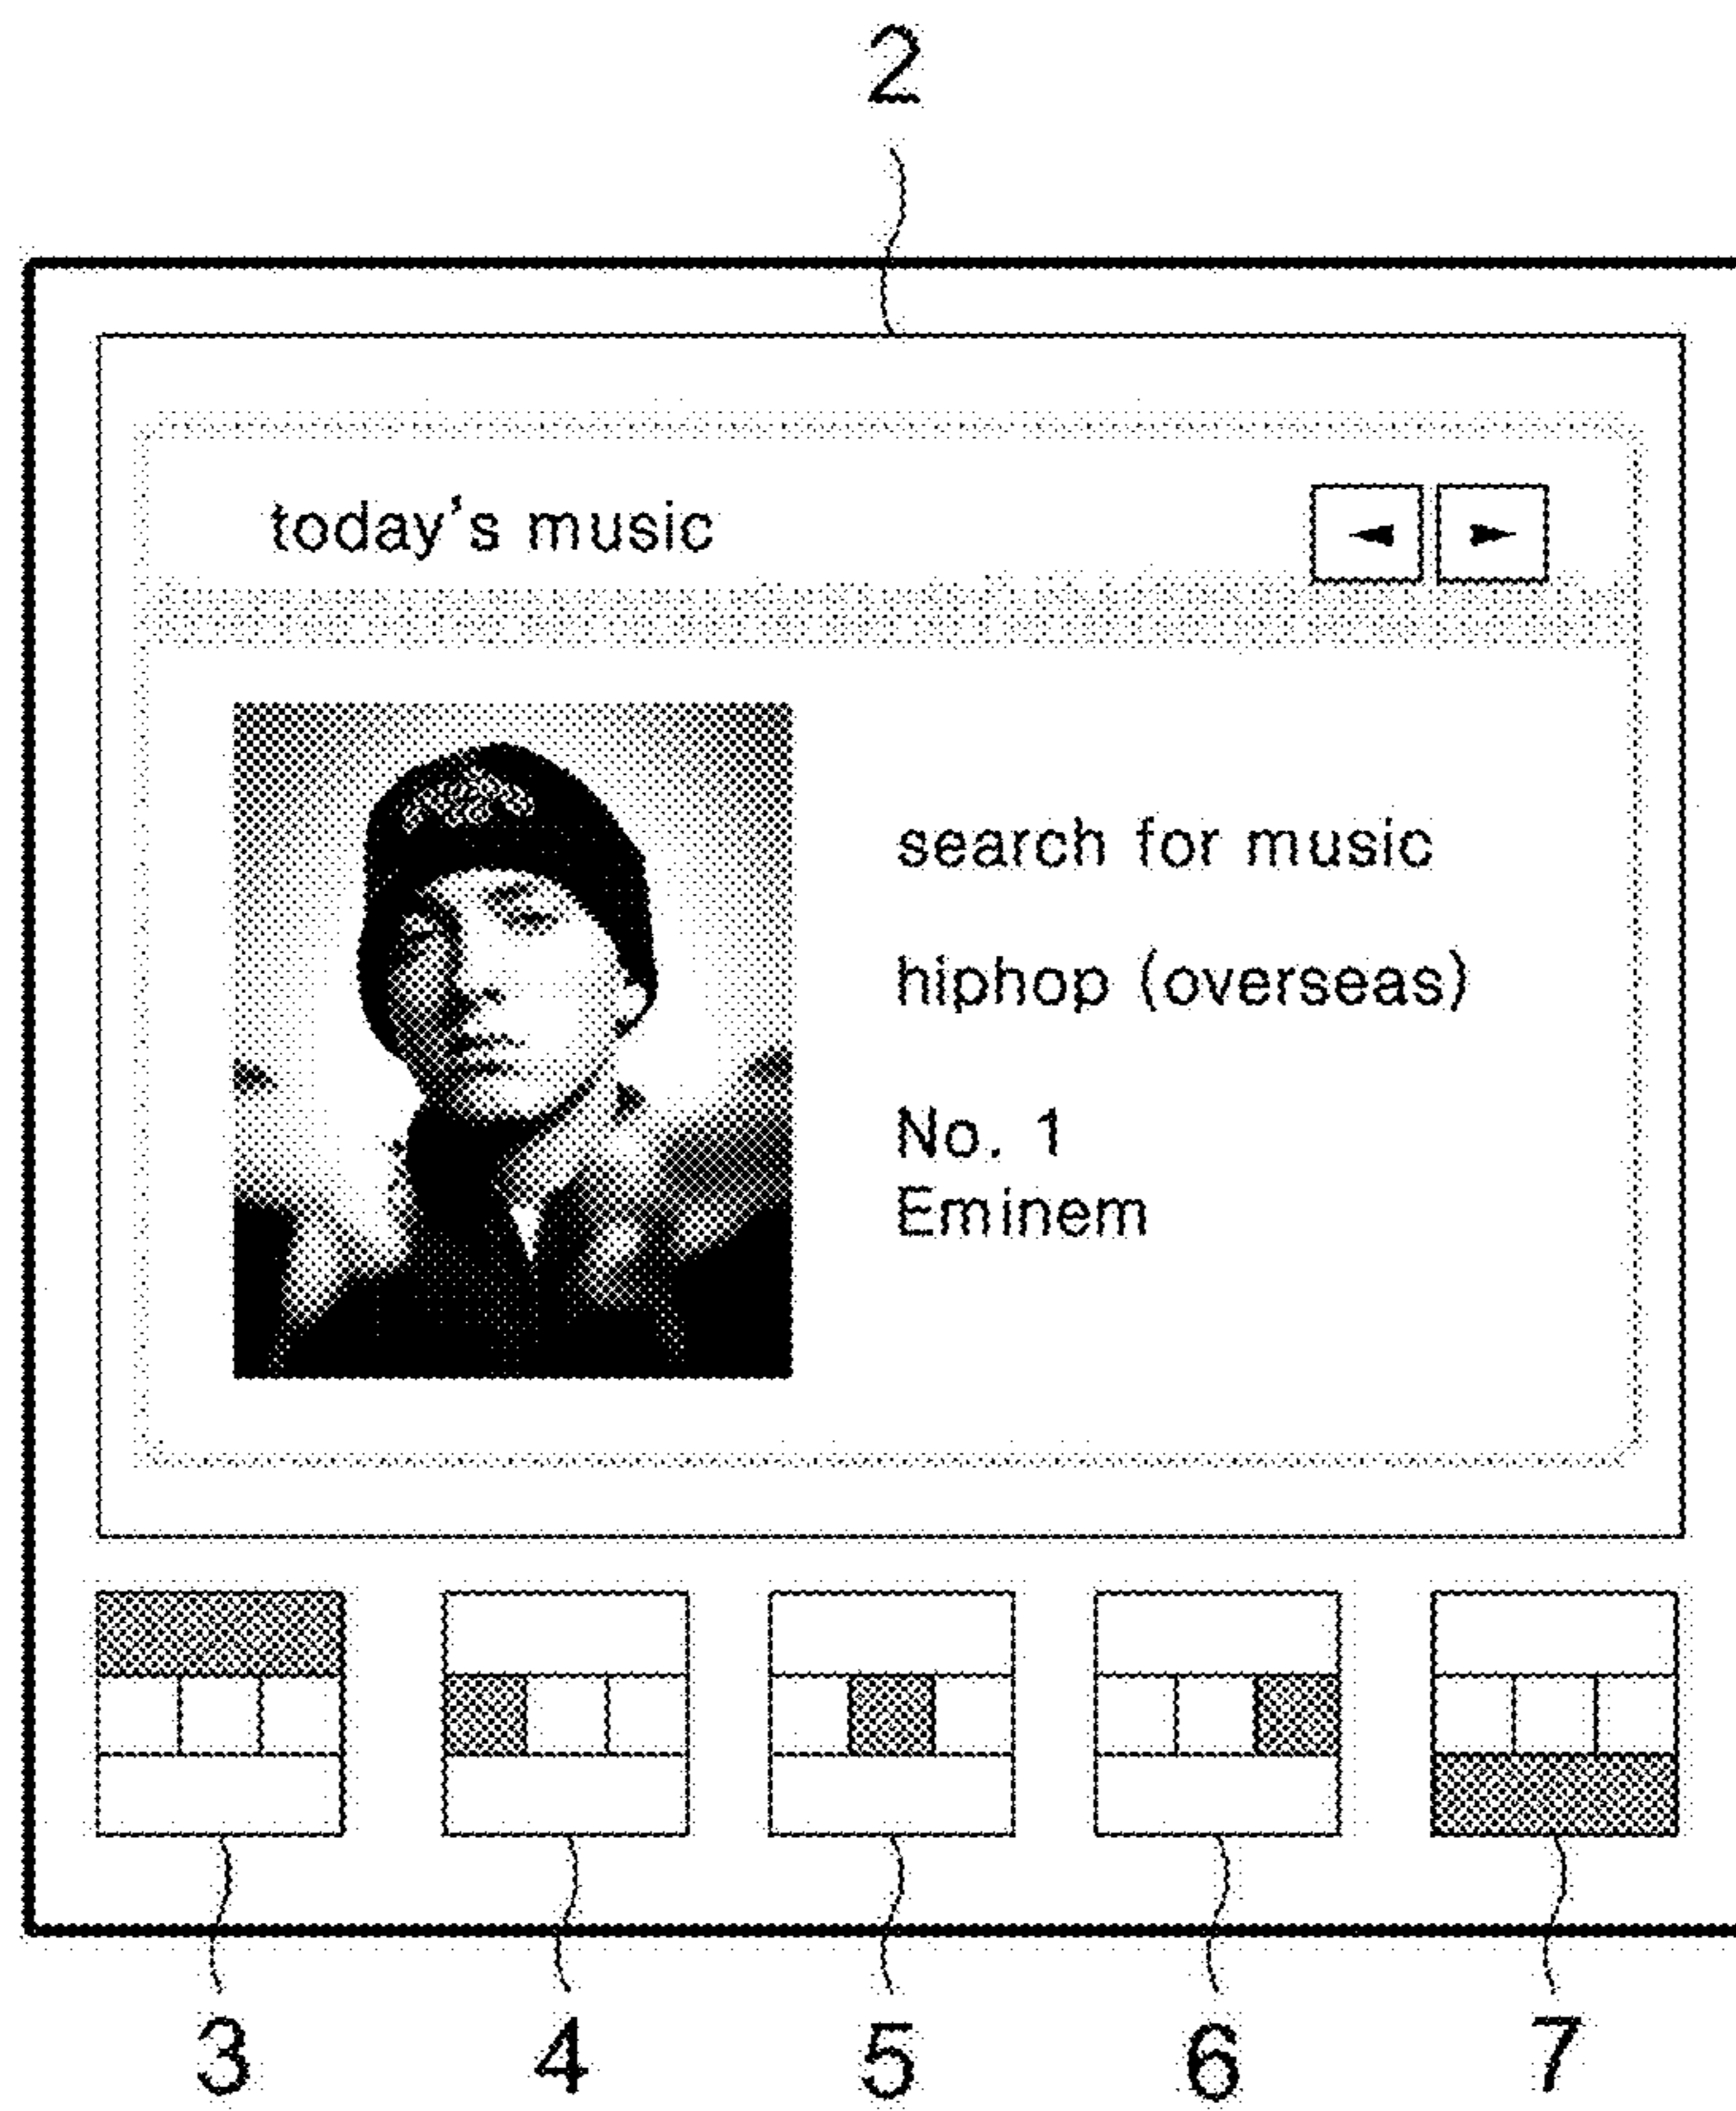 2
today's music
search for music
hiphop (overseas)
No. 1
Eminem
3 4 5 6 7